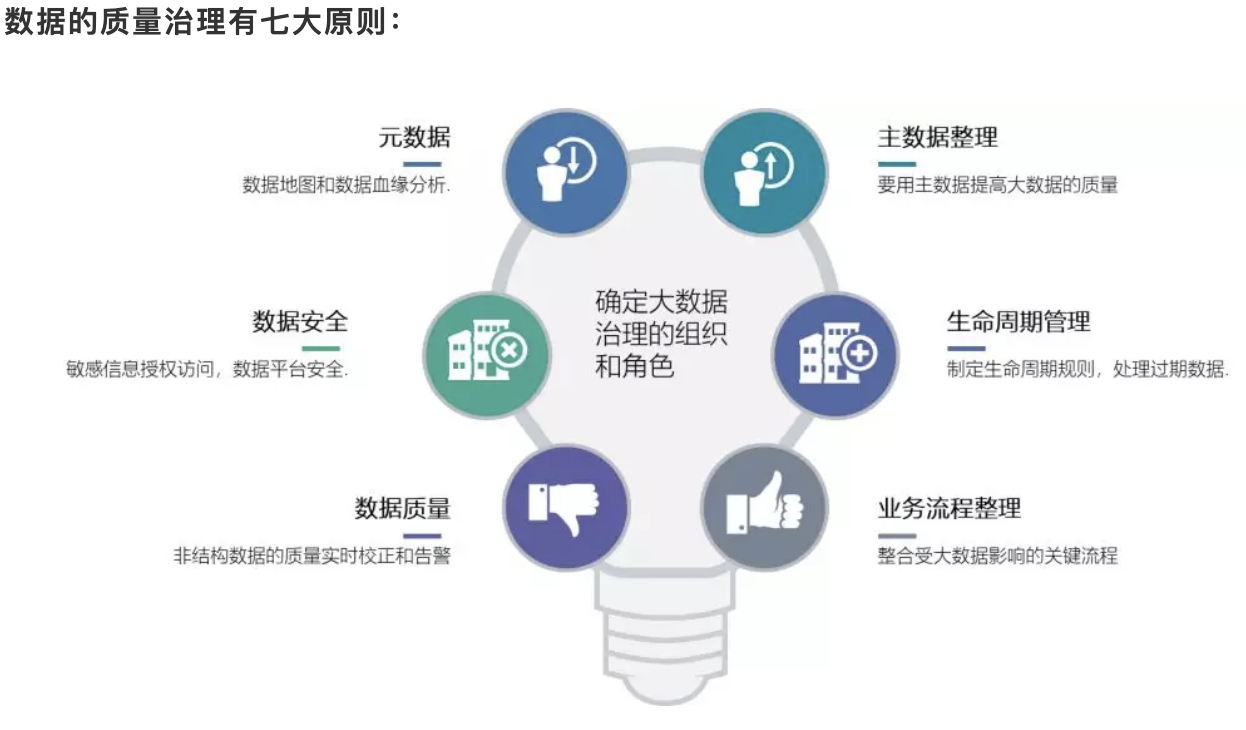 数据的质量治理有七大原则：
元数据
数据地图和数据血缘分析.
主数据整理
要用主数据提高大数据的质量
确定大数据
治理的组织
和角色
数据安全
敏感信息授权访问，数据平台安全.
生命周期管理
制定生命周期规则，处理过期数据.
数据质量
非结构数据的质量实时校正和告警
业务流程整理
整合受大数据影响的关键流程